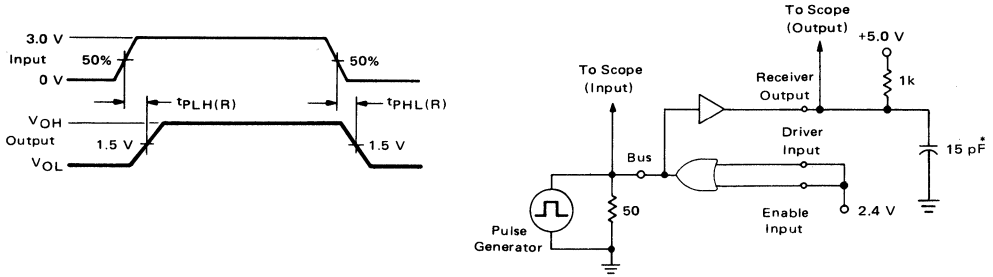 3.0 V
Input
50%
50%
0 V
tPLH(R)
tPHL(R)
VOH
Output
1.5 V
1.5 V
VOL
To Scope
(Output)
+5.0 V
To Scope
(Input)
Receiver
Output
1k
Driver
Input
15 pF*
Bus
50
Pulse
Generator
Enable
Input
2.4 V